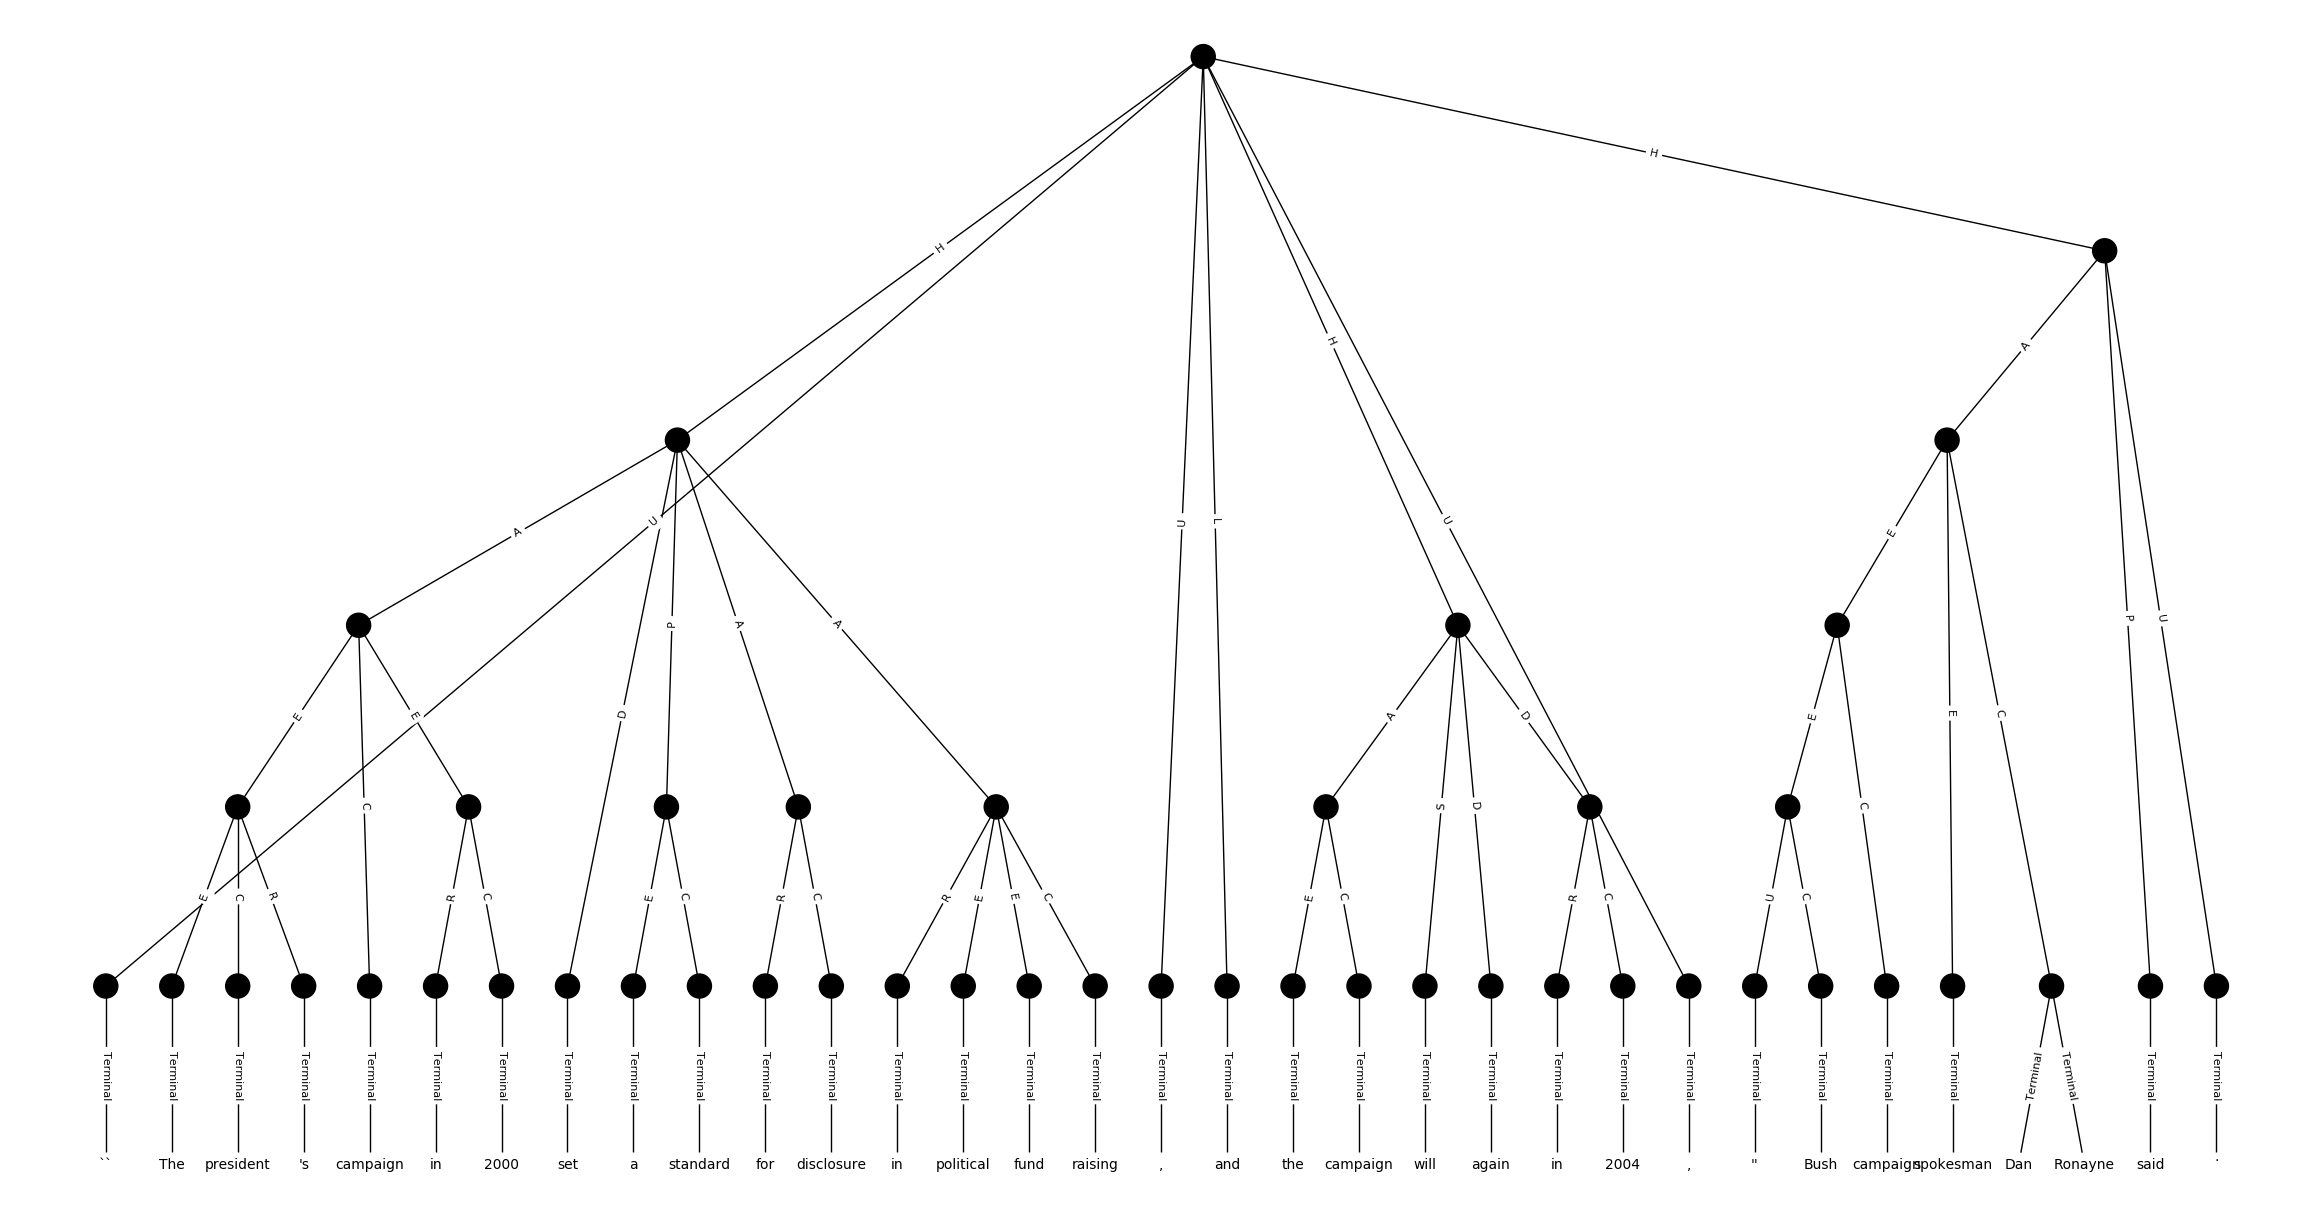 H
H
A
A
H
U
U
L
U
A
E
P
A
A
P
U
E
E
D
A
D
E
E
C
C
S
D
C
E
C
R
R
C
E
C
R
C
R
E
E
C
E
C
R
C
U
C
Terminal Terminal Terminal Terminal Terminal Terminal Terminal Terminal Terminal Terminal Terminal Terminal Terminal Terminal Terminal Terminal Terminal Terminal Terminal Terminal Terminal Terminal Terminal Terminal Terminal Terminal Terminal Terminal Terminal Terminal Terminal Terminal Terminal
`` The president 's campaign in 2000 set a standard for disclosure in political fund raising , and the campaign will again in 2004 , " Bush campaign spokesman Dan Ronayne said .